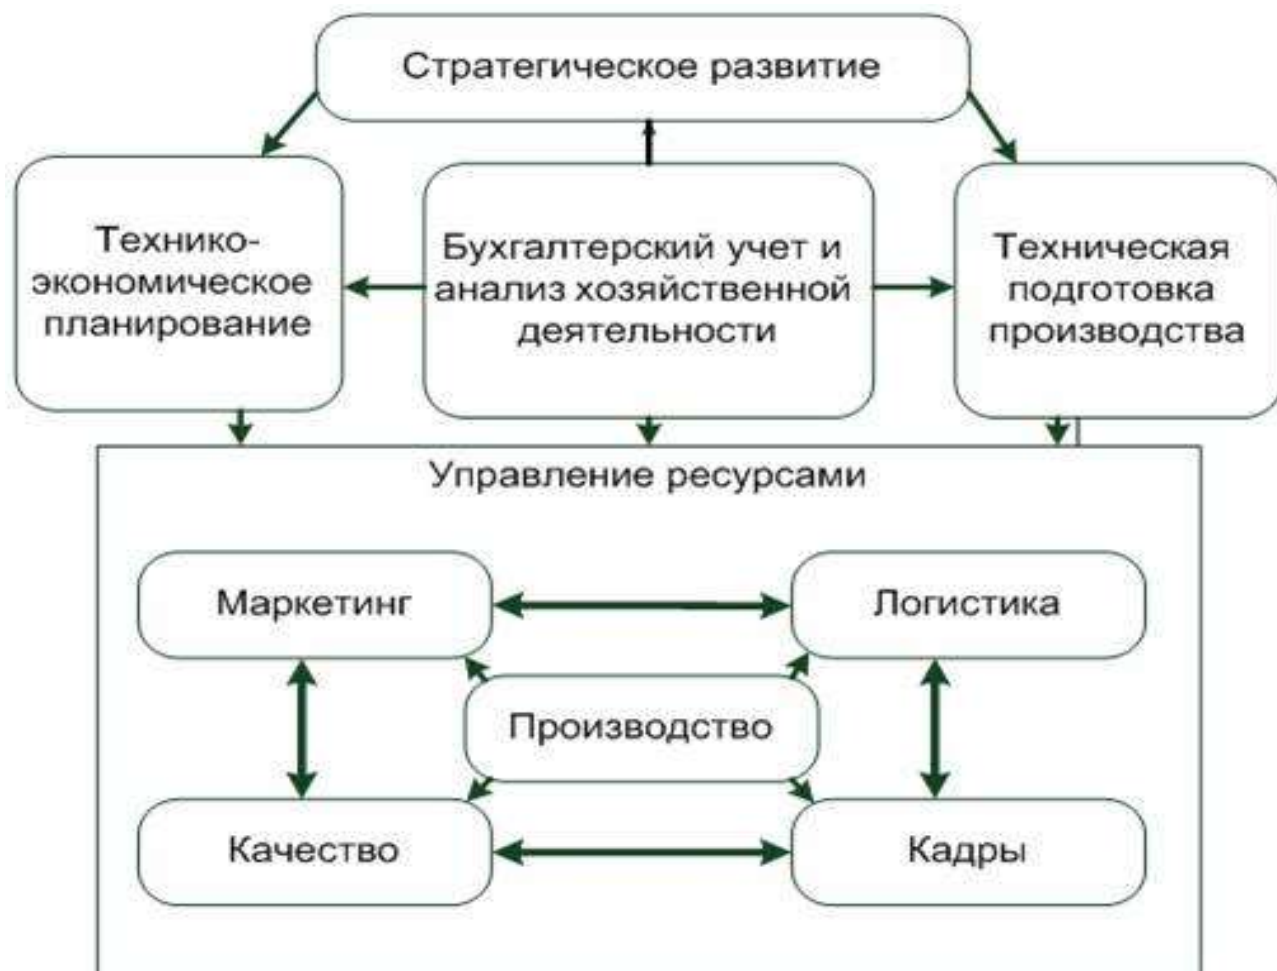 Стратегическое развитие
Технико-
экономическое
планирование
Бухгалтерский учет и
анализ хозяйственной
деятельности
Техническая
подготовка
производства
Управление ресурсами
Маркетинг
Логистика
Производство
Качество
Кадры